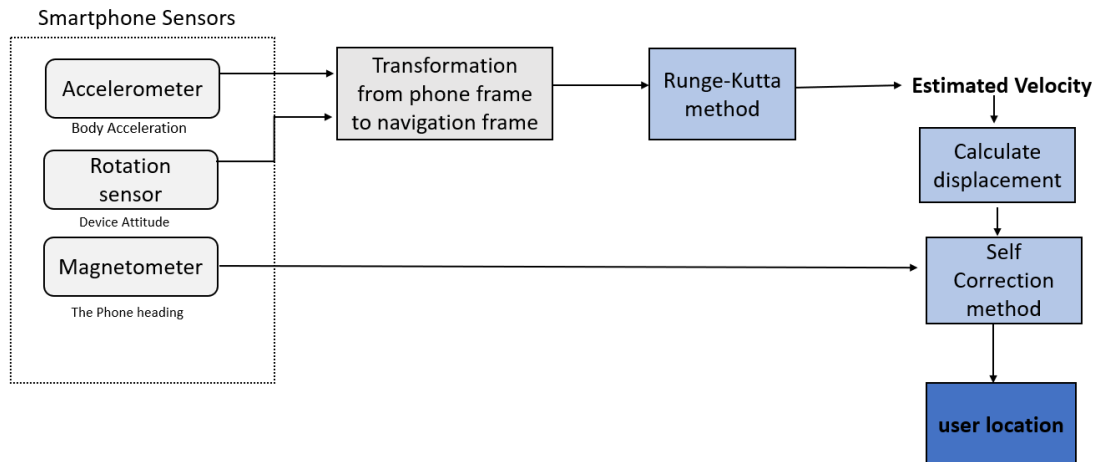 Smartphone Sensors
Accelerometer
Body Acceleration
Rotation
sensor
Device Attitude
Magnetometer
The Phone heading
Transformation
from phone frame
to navigation frame
Runge-Kutta
method
Estimated Velocity
Calculate
displacement
Self
Correction
method
user location